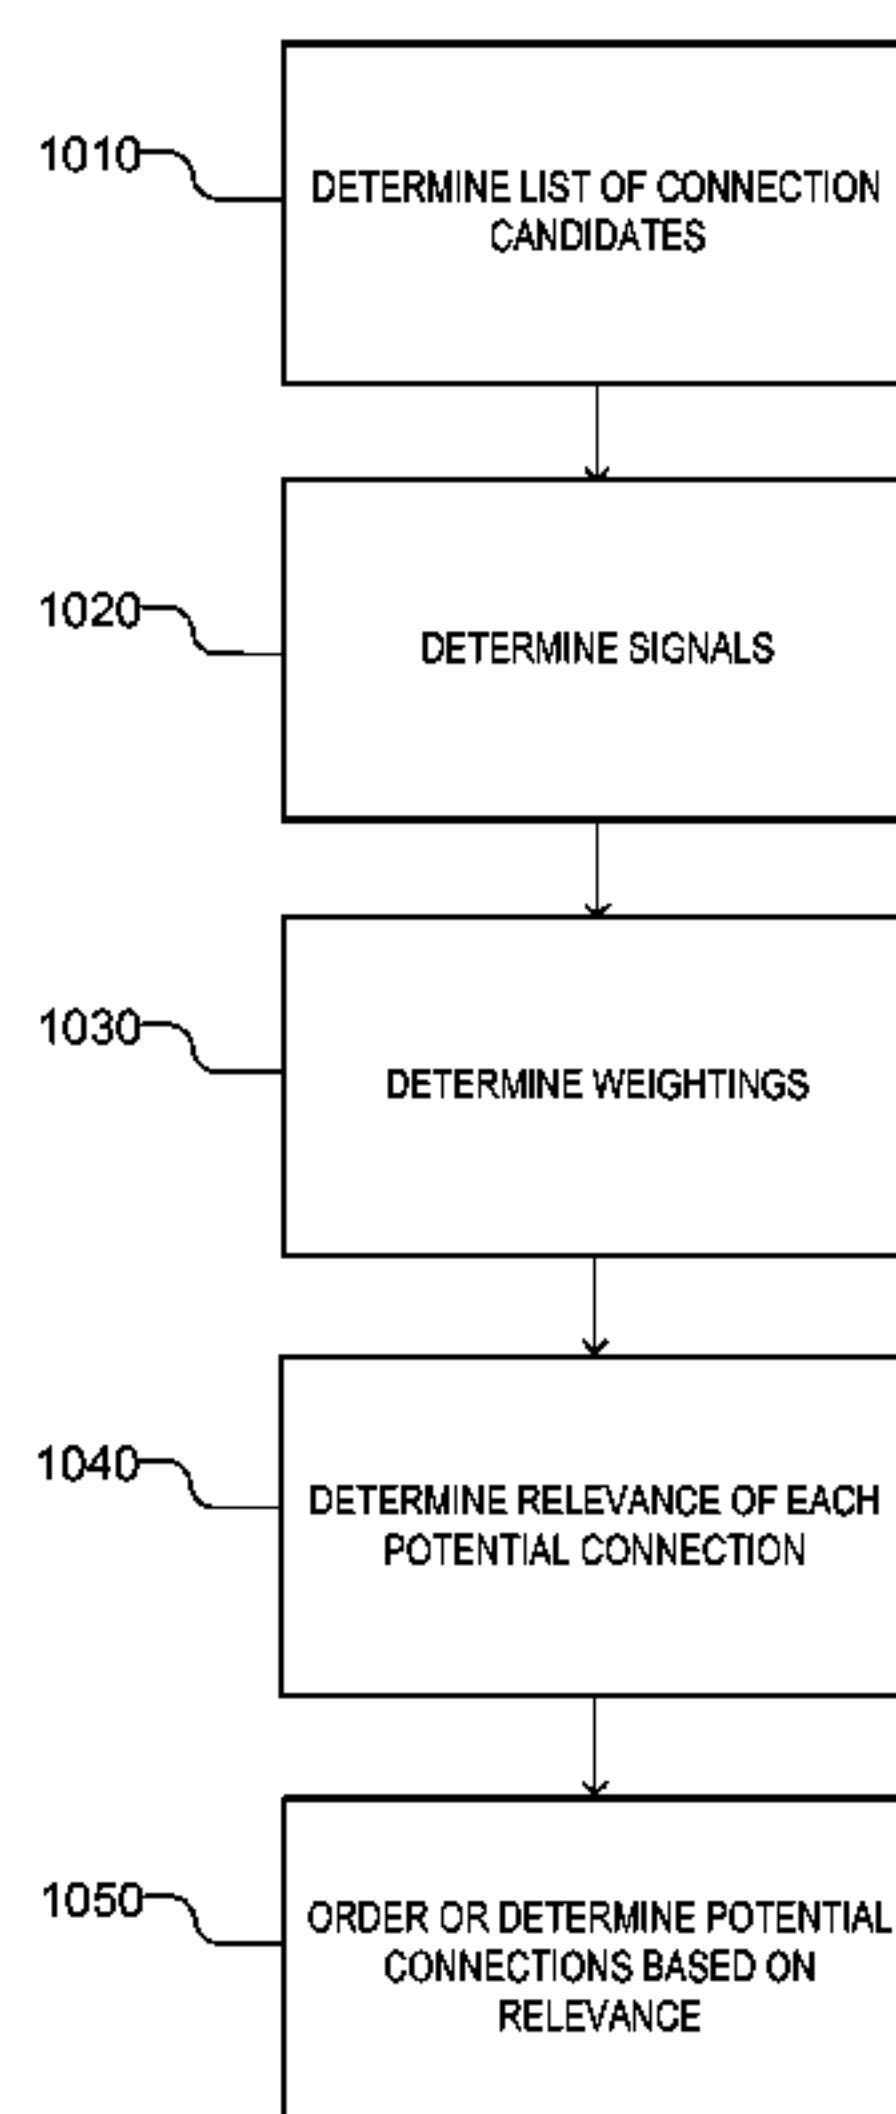 1010
DETERMINE LIST OF CONNECTION
CANDIDATES
1020
DETERMINE SIGNALS
1030
DETERMINE WEIGHTINGS
1040
DETERMINE RELEVANCE OF EACH
POTENTIAL CONNECTION
1050
ORDER OR DETERMINE POTENTIAL
CONNECTIONS BASED ON
RELEVANCE